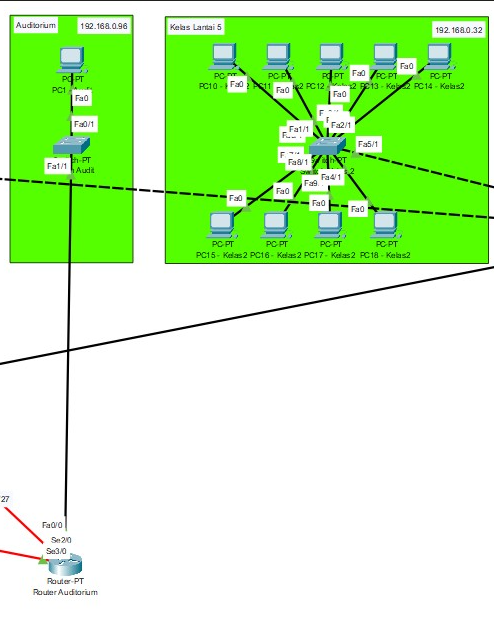 Auditorium
192.168.0.96
PC-PT
Fa0
Fa0/1
Fa1/1
Kelas Lantai 5
192.168.0.32
PC-PT
PC-PT
PC-PT
PC-PT
PC-PT
PC12
PC13 - Kelas2
PC14 - Kelas2
Fa0
Fa0
Fa0
Fa0
Fa0
Fa1/1
Fa2/1
Fa5/1
Fa8/1
Fa4/1
Fa0
Fa0
Fa0
Fa0
PC-PT
PC15 - Kelas2
PC-PT
PC16 - Kelas2
PC-PT
PC17 - Kelas2
PC-PT
PC18 - Kelas2
27
Fa0/0
Se2/0
Se3/0
Router-PT
Router Auditorium